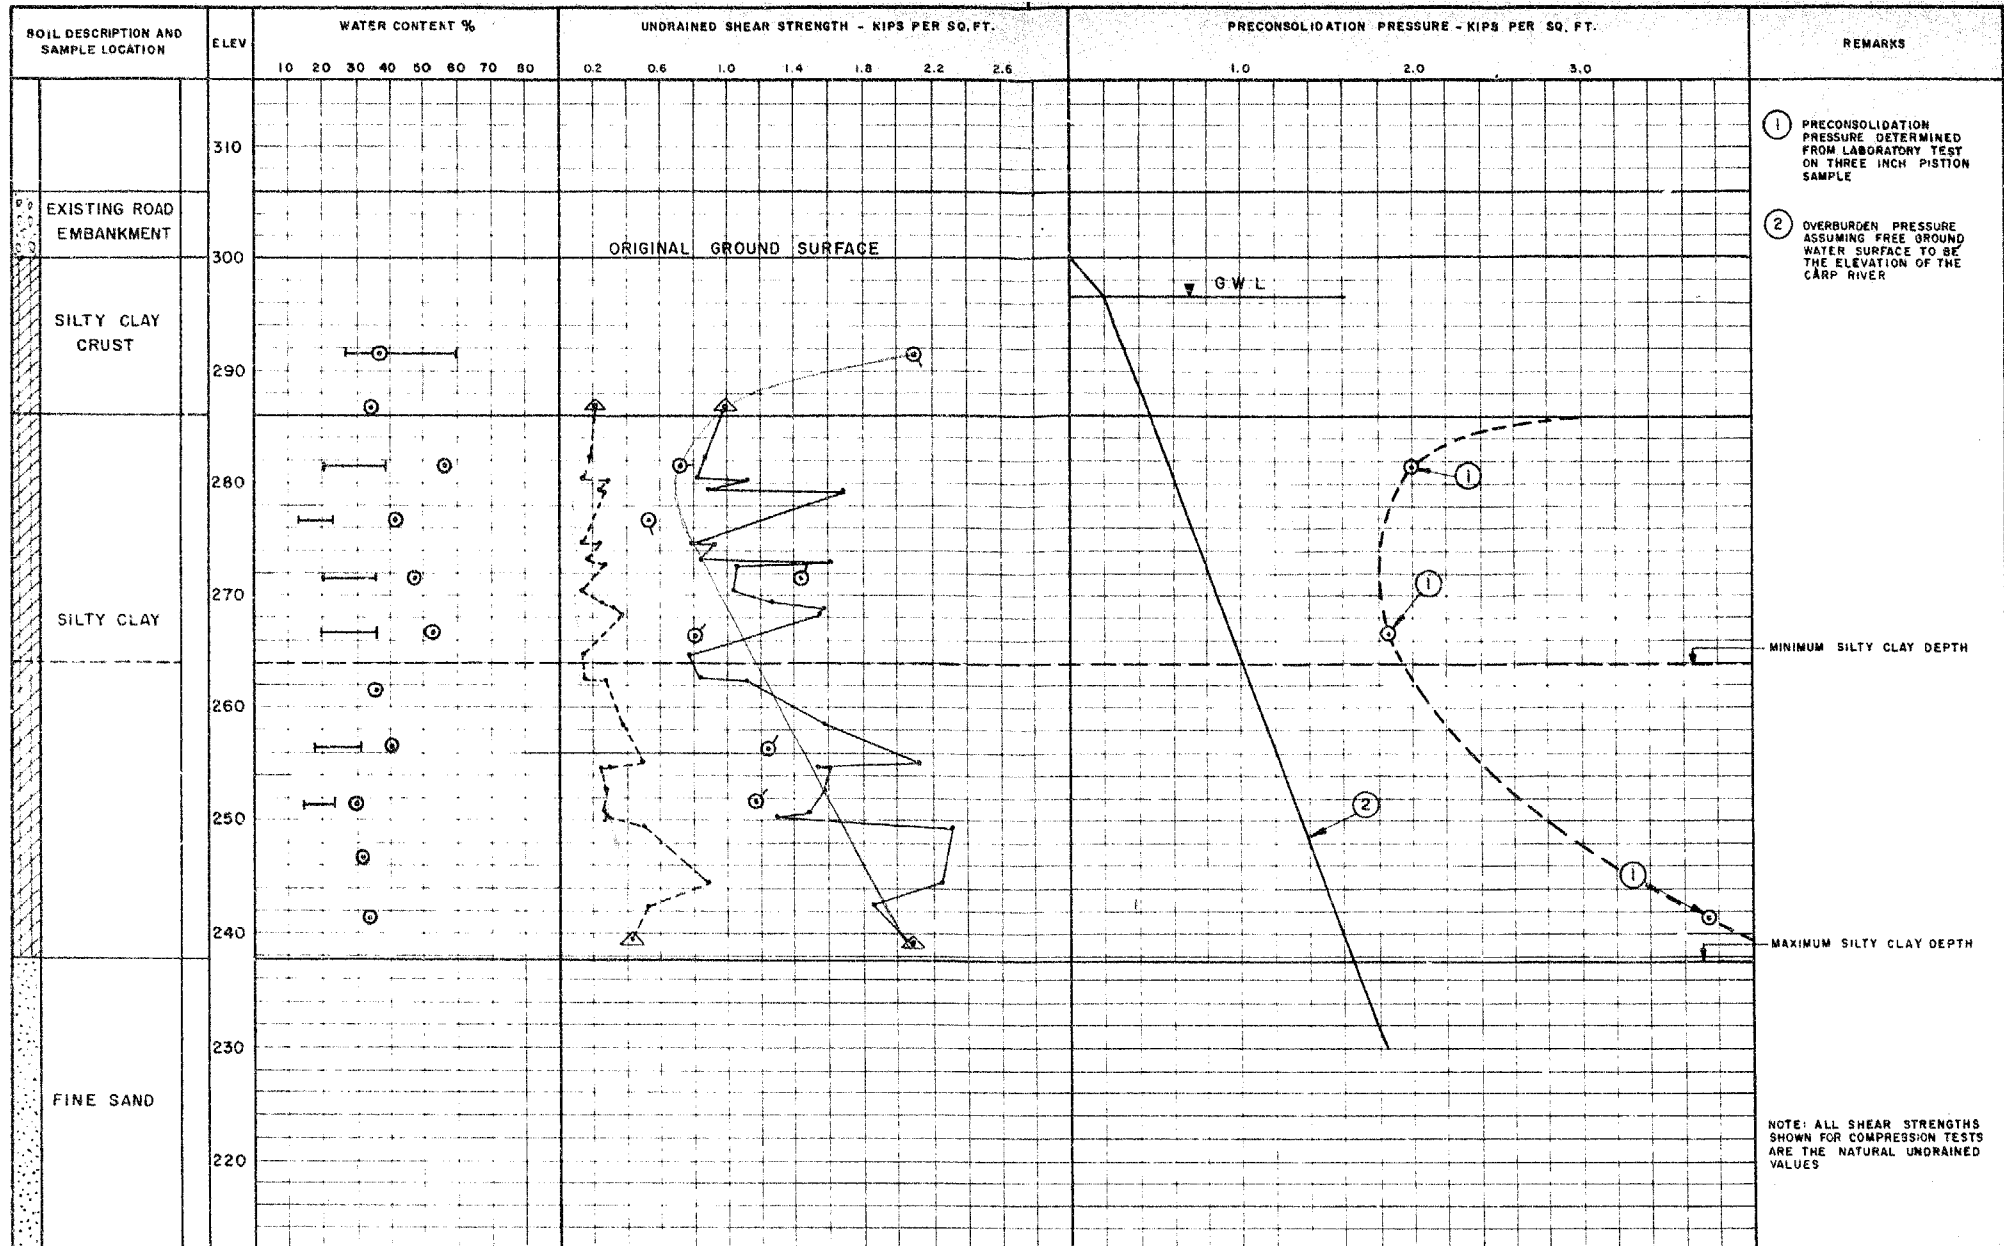 SOIL DESCRIPTION AND
SAMPLE LOCATION
ELEV
WATER CONTENT %
10 20 30 40 50 60 70 80
UNDRAINED SHEAR STRENGTH - KIPS PER SQ. FT.
0.2 0.6 1.0 1.4 1.8 2.2 2.6
PRECONSOLIDATION PRESSURE - KIPS PER SQ. FT.
1.0 2.0 3.0
REMARKS
1 PRECONSOLIDATION
PRESSURE DETERMINED
FROM LABORATORY TEST
ON THREE INCH PISTION
SAMPLE
310
EXISTING ROAD
EMBANKMENT
2 OVERBURDEN PRESSURE
ASSUMING FREE GROUND
WATER SURFACE TO BE
THE ELEVATION OF THE
CARP RIVER
ORIGINAL GROUND SURFACE
300
G.W.L
SILTY CLAY
CRUST
290
280
1
270
1
SILTY CLAY
MINIMUM SILTY CLAY DEPTH
260
2
250
1
240
MAXIMUM SILTY CLAY DEPTH
230
FINE SAND
220
NOTE: ALL SHEAR STRENGTHS
SHOWN FOR COMPRESSION TESTS
ARE THE NATURAL UNDRAINED
VALUES